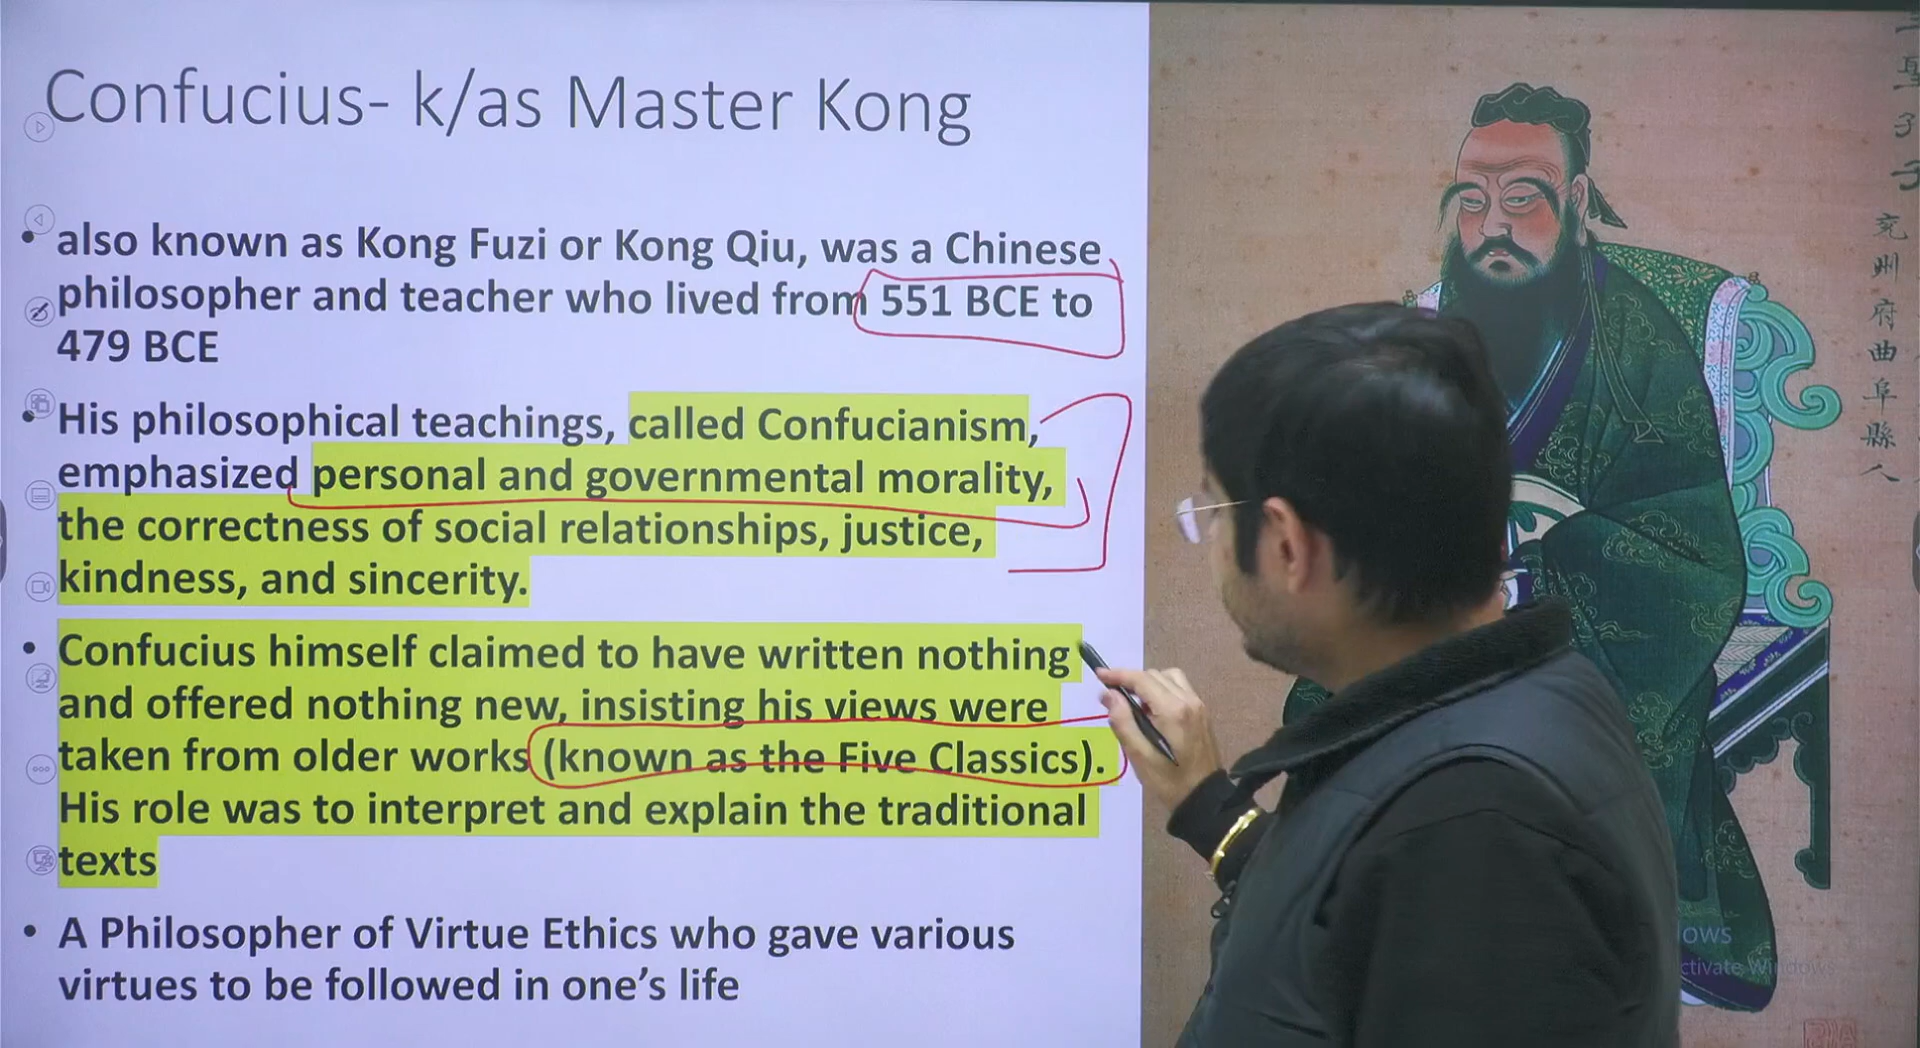 Confucius- k/as Master Kong
• also known as Kong Fuzi or Kong Qiu, was a Chinese
philosopher and teacher who lived from 551 BCE to
479 BCE
• His philosophical teachings, called Confucianism,
emphasized personal and governmental morality,
the correctness of social relationships, justice,
kindness, and sincerity.
• Confucius himself claimed to have written nothing
and offered nothing new, insisting his views were
taken from older works (known as the Five Classics).
His role was to interpret and explain the traditional
texts
• A Philosopher of Virtue Ethics who gave various
virtues to be followed in one's life
兗州府曲阜縣人
ows
ctivate Windows